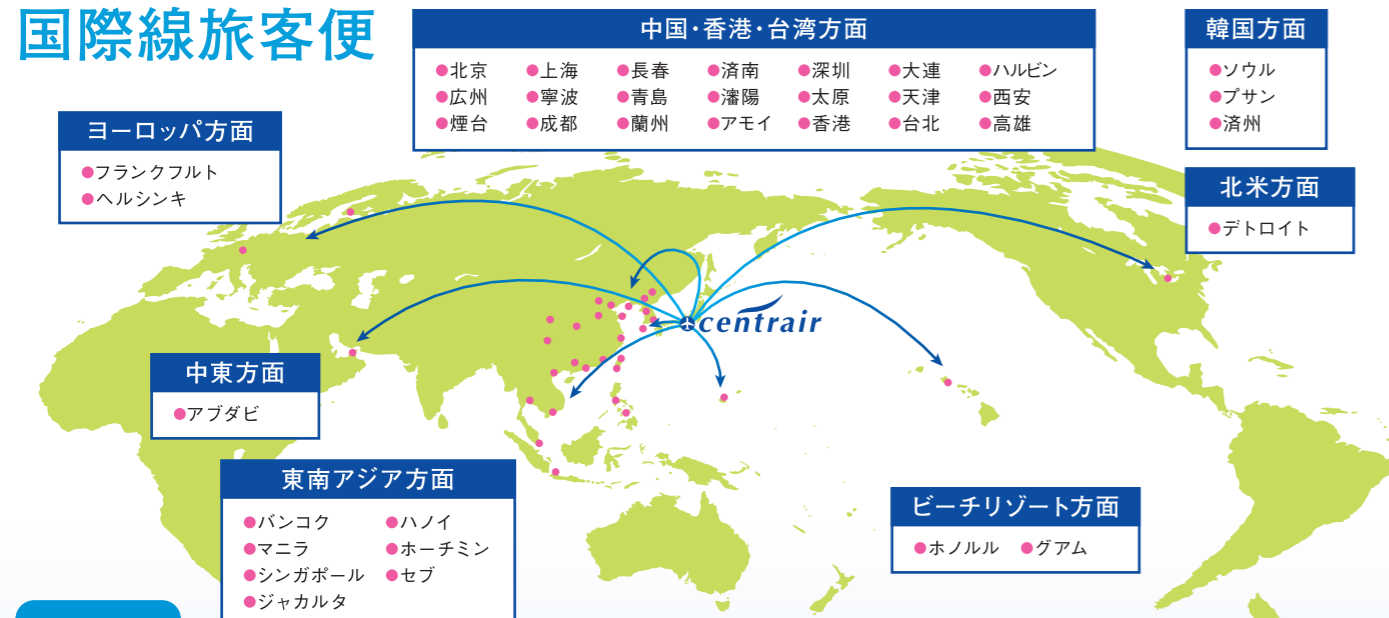 国際線旅客便
中国・香港・台湾方面
●北京 ●上海 ●長春 ●済南 ●深圳 ●大連 ●ハルビン
●広州 ●寧波 ●青島 ●瀋陽 ●太原 ●天津 ●西安
●煙台 ●成都 ●蘭州 ●アモイ ●香港 ●台北 ●高雄
韓国方面
●ソウル
●プサン
●済州
ヨーロッパ方面
●フランクフルト
●ヘルシンキ
北米方面
●デトロイト
centrair
中東方面
●アブダビ
東南アジア方面
●バンコク ●ハノイ
●マニラ ●ホーチミン
●シンガポール ●セブ
●ジャカルタ
ビーチリゾート方面
●ホノルル ●グアム